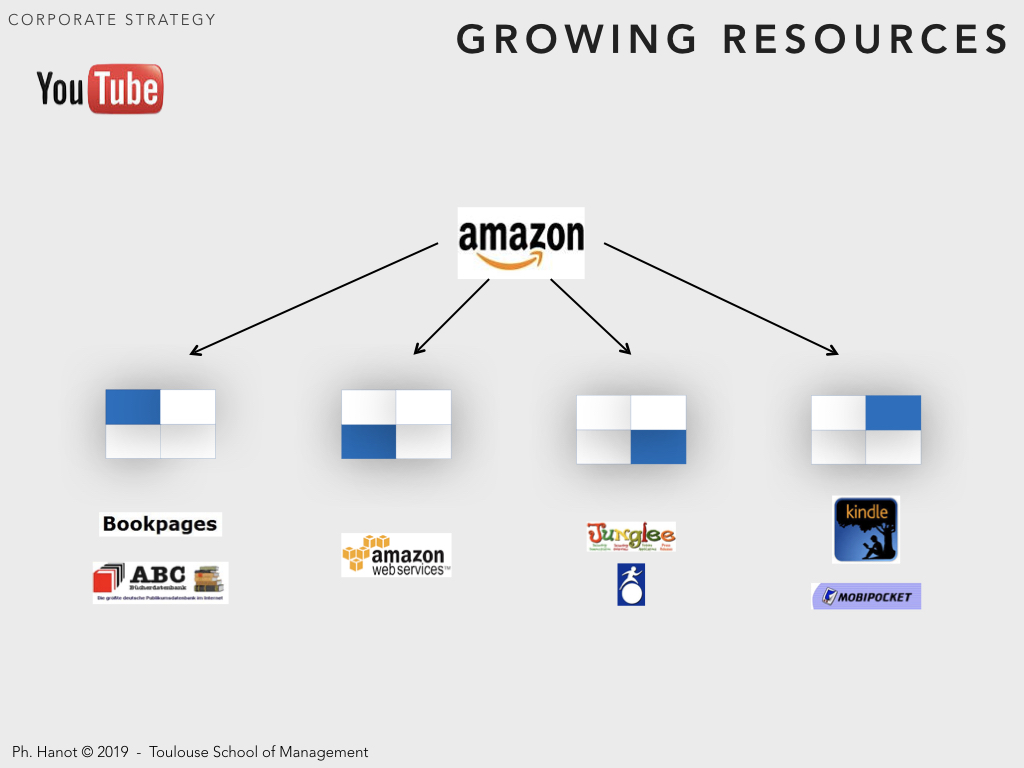 CORPORATE STRATEGY
GROWING RESOURCES
YouTube
amazon
Bookpages
ABC
Bücherdatenbank
Die größte deutsche Publikumsdatenbank im Internet
amazon
webservices™
Junglee
kindle
MOBIPOCKET
Ph. Hanot © 2019 - Toulouse School of Management